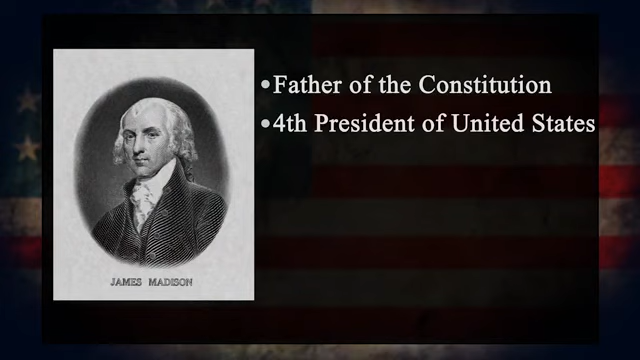 •Father of the Constitution
•4th President of United States
JAMES MADISON